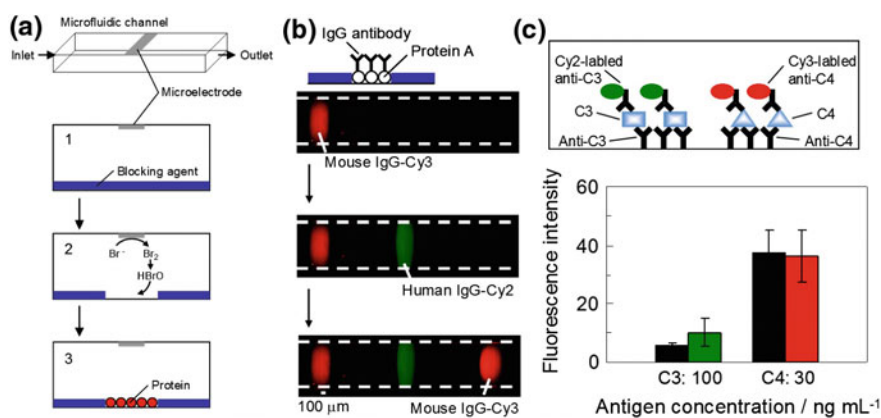 (a)
Microfluidic channel
Inlet
Outlet
Microelectrode
1
Blocking agent
2
Br⁻
Br₂
HBrO
3
Protein
(b)
IgG antibody
Protein A
Mouse IgG-Cy3
Human IgG-Cy2
100 μm
Mouse IgG-Cy3
(c)
Cy2-labled
anti-C3
Cy3-labled
anti-C4
C3
C4
Anti-C3
Anti-C4
Fluorescence intensity
60
40
20
0
C3: 100
C4: 30
Antigen concentration / ng mL⁻¹